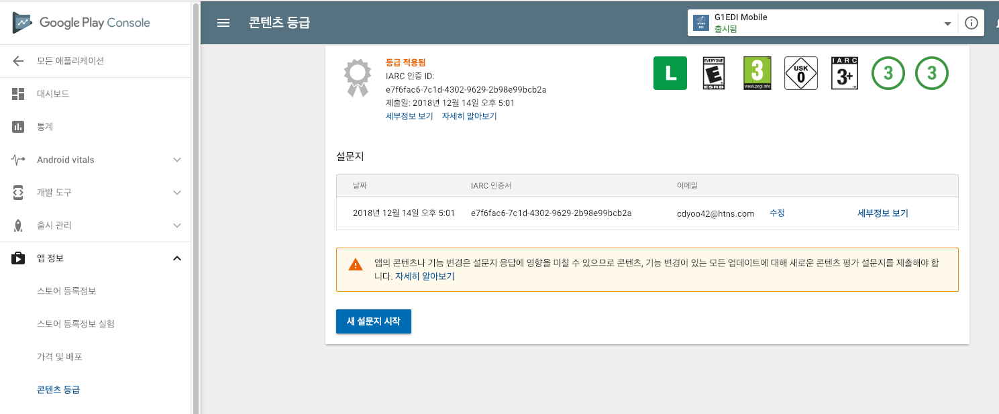 Google Play Console
콘텐츠 등급
G1EDI Mobile
출시됨
모든 애플리케이션
대시보드
통계
Android vitals
개발 도구
출시 관리
앱 정보
스토어 등록정보
스토어 등록정보 실험
가격 및 배포
콘텐츠 등급
등급 적용됨
IARC 인증 ID:
e7f6fac6-7c1d-4302-9629-2b98e99bcb2a
제출일: 2018년 12월 14일 오후 5:01
세부정보 보기 자세히 알아보기
L
EVERYONE
E
ESRB
3
www.pegi.info
USK
0
IARC
3+
3
3
설문지
날짜 IARC 인증서 이메일
2018년 12월 14일 오후 5:01 e7f6fac6-7c1d-4302-9629-2b98e99bcb2a cdyoo42@htns.com 수정 세부정보 보기
앱의 콘텐츠나 기능 변경은 설문지 응답에 영향을 미칠 수 있으므로 콘텐츠, 기능 변경이 있는 모든 업데이트에 대해 새로운 콘텐츠 평가 설문지를 제출해야 합
니다. 자세히 알아보기
새 설문지 시작